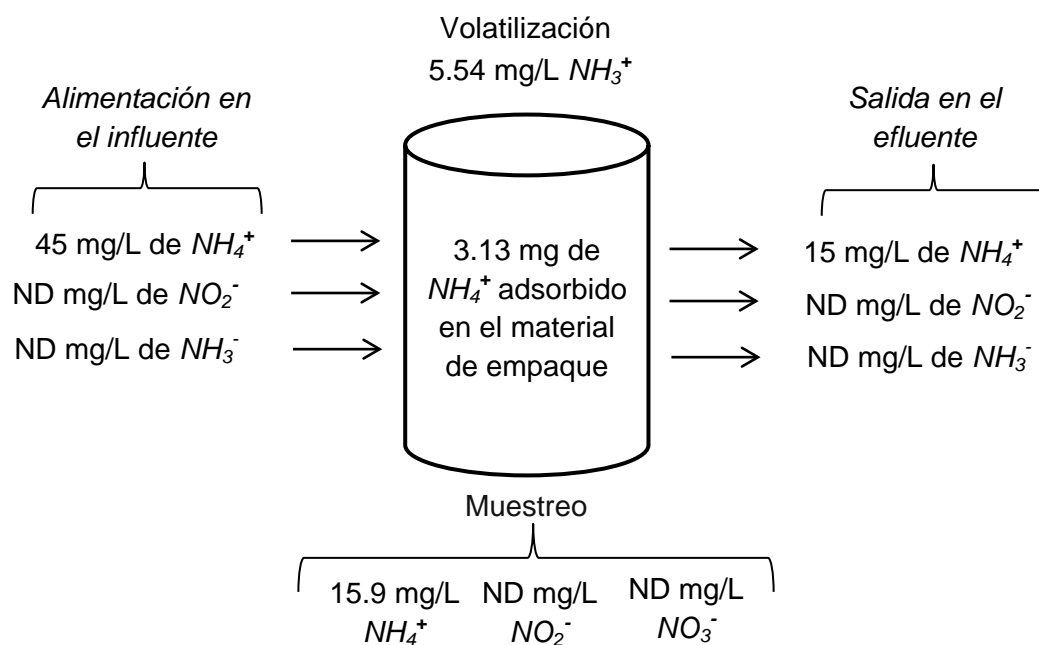 Volatilización
5.54 mg/L NH₃⁺
Alimentación en
el influente
Salida en el
efluente
45 mg/L de NH₄⁺
ND mg/L de NO₂⁻
ND mg/L de NH₃⁻
3.13 mg de
NH₄⁺ adsorbido
en el material
de empaque
15 mg/L de NH₄⁺
ND mg/L de NO₂⁻
ND mg/L de NH₃⁻
Muestreo
15.9 mg/L
NH₄⁺
ND mg/L
NO₂⁻
ND mg/L
NO₃⁻